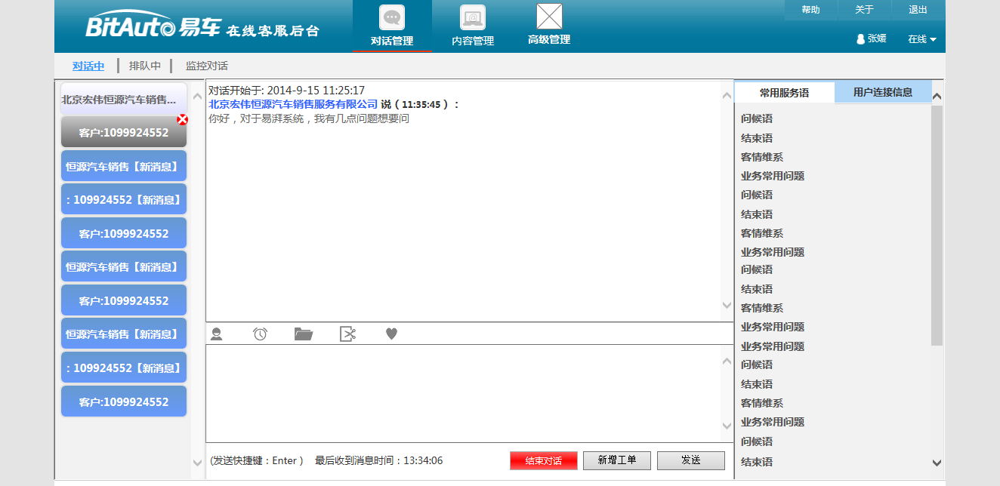 BitAuto 易车 在线客服后台
对话管理
内容管理
高级管理
帮助 关于 退出
张媛 在线
对话中 排队中 监控对话
北京宏伟恒源汽车销售...
客户:1099924552
恒源汽车销售【新消息】
: 109924552【新消息】
客户:1099924552
恒源汽车销售【新消息】
客户:1099924552
恒源汽车销售【新消息】
: 109924552【新消息】
客户:1099924552
对话开始于: 2014-9-15 11:25:17
北京宏伟恒源汽车销售服务有限公司 说（11:35:45）：
你好，对于易湃系统，我有几点问题想要问
(发送快捷键：Enter ） 最后收到消息时间：13:34:06
结束对话 新增工单 发送
常用服务语 用户连接信息
问候语
结束语
客情维系
业务常用问题
问候语
结束语
客情维系
业务常用问题
问候语
结束语
客情维系
业务常用问题
业务常用问题
问候语
结束语
客情维系
业务常用问题
问候语
结束语